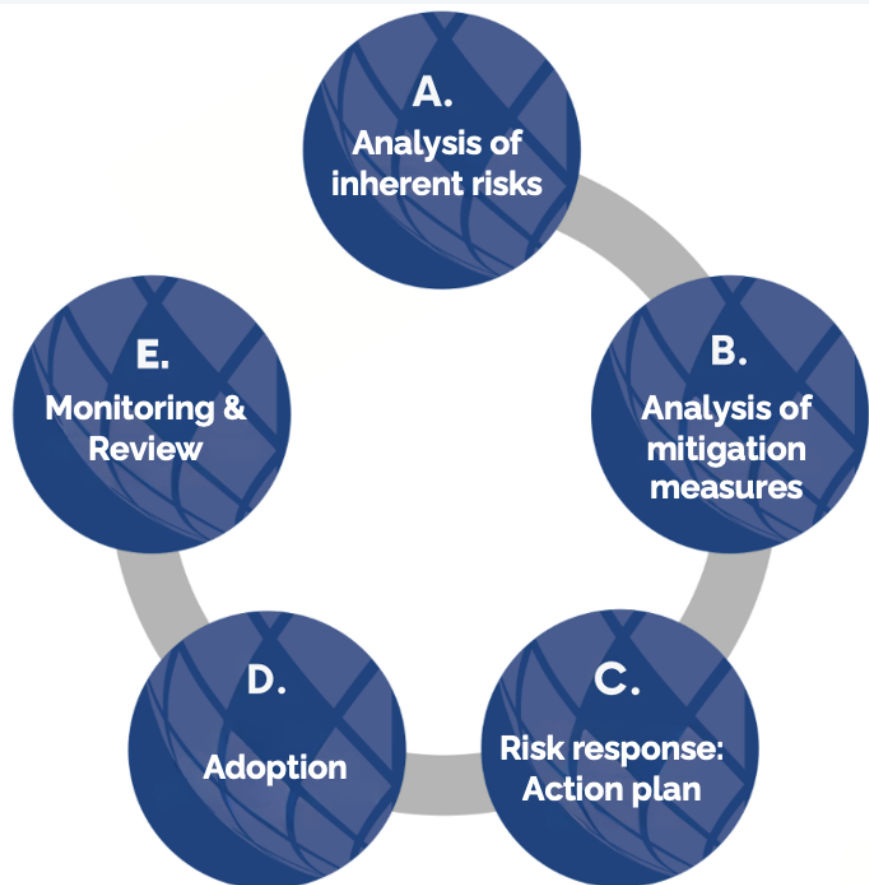 A.
Analysis of
inherent risks
B.
Analysis of
mitigation
measures
C.
Risk response:
Action plan
D.
Adoption
E.
Monitoring &
Review